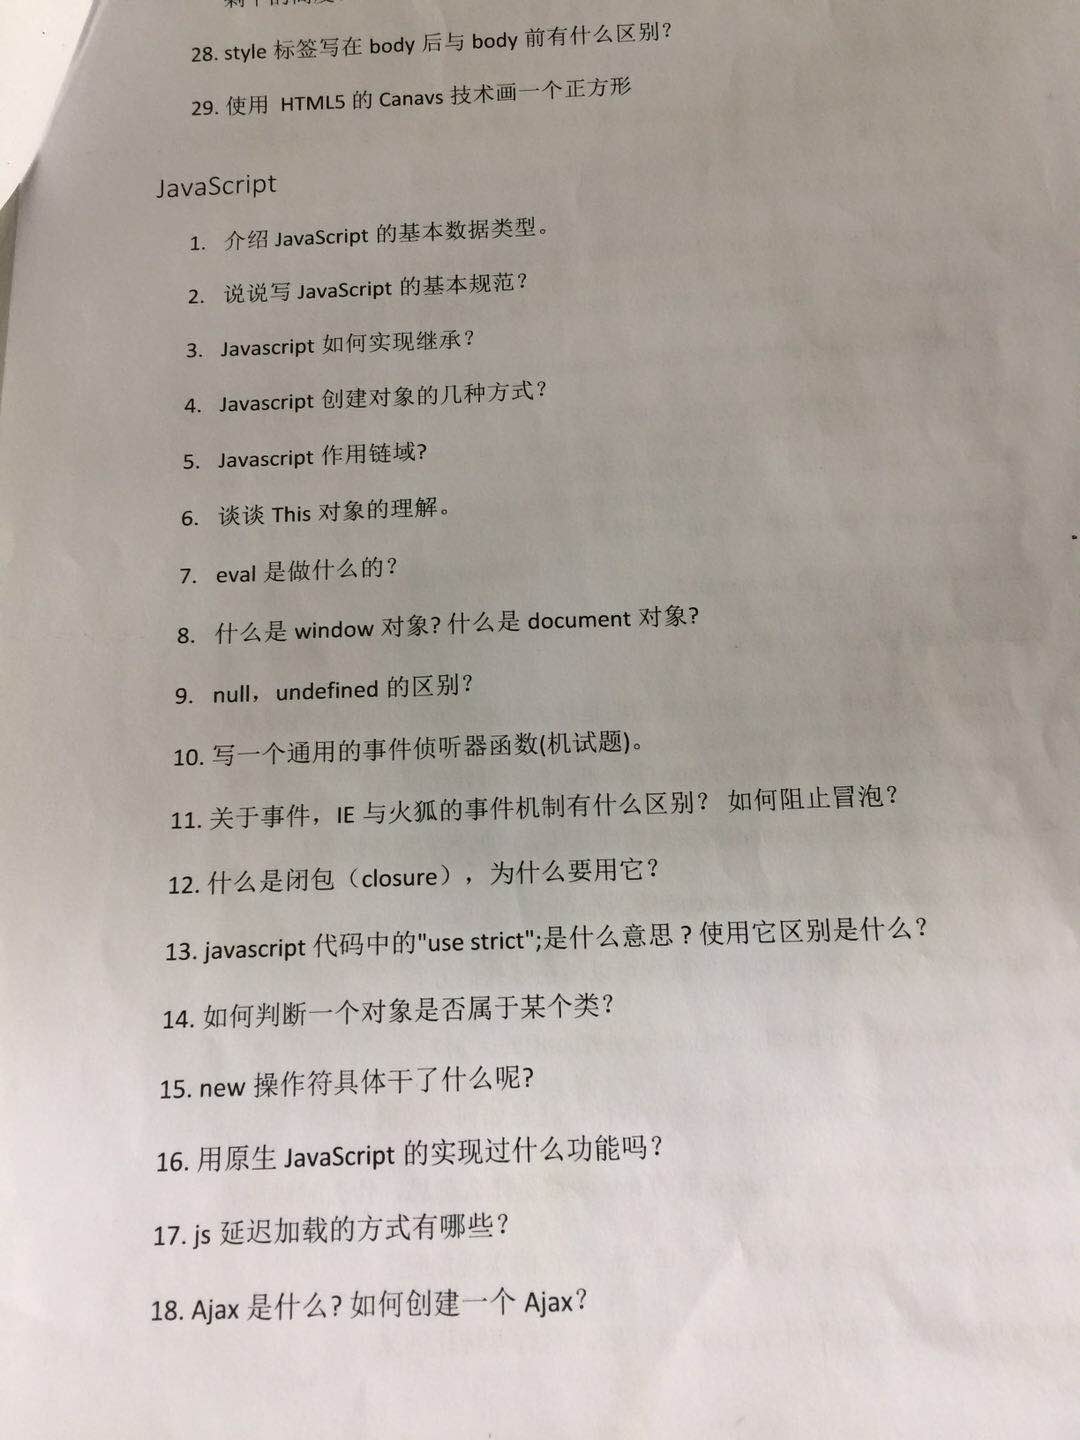 28. style 标签写在 body 后与 body 前有什么区别？
29. 使用 HTML5 的 Canavs 技术画一个正方形
JavaScript
1. 介绍 JavaScript 的基本数据类型。
2. 说说写 JavaScript 的基本规范？
3. Javascript 如何实现继承？
4. Javascript 创建对象的几种方式？
5. Javascript 作用链域?
6. 谈谈 This 对象的理解。
7. eval 是做什么的？
8. 什么是 window 对象? 什么是 document 对象?
9. null，undefined 的区别？
10. 写一个通用的事件侦听器函数(机试题)。
11. 关于事件，IE 与火狐的事件机制有什么区别？ 如何阻止冒泡？
12. 什么是闭包（closure），为什么要用它？
13. javascript 代码中的"use strict";是什么意思 ? 使用它区别是什么？
14. 如何判断一个对象是否属于某个类？
15. new 操作符具体干了什么呢?
16. 用原生 JavaScript 的实现过什么功能吗？
17. js 延迟加载的方式有哪些？
18. Ajax 是什么? 如何创建一个 Ajax？